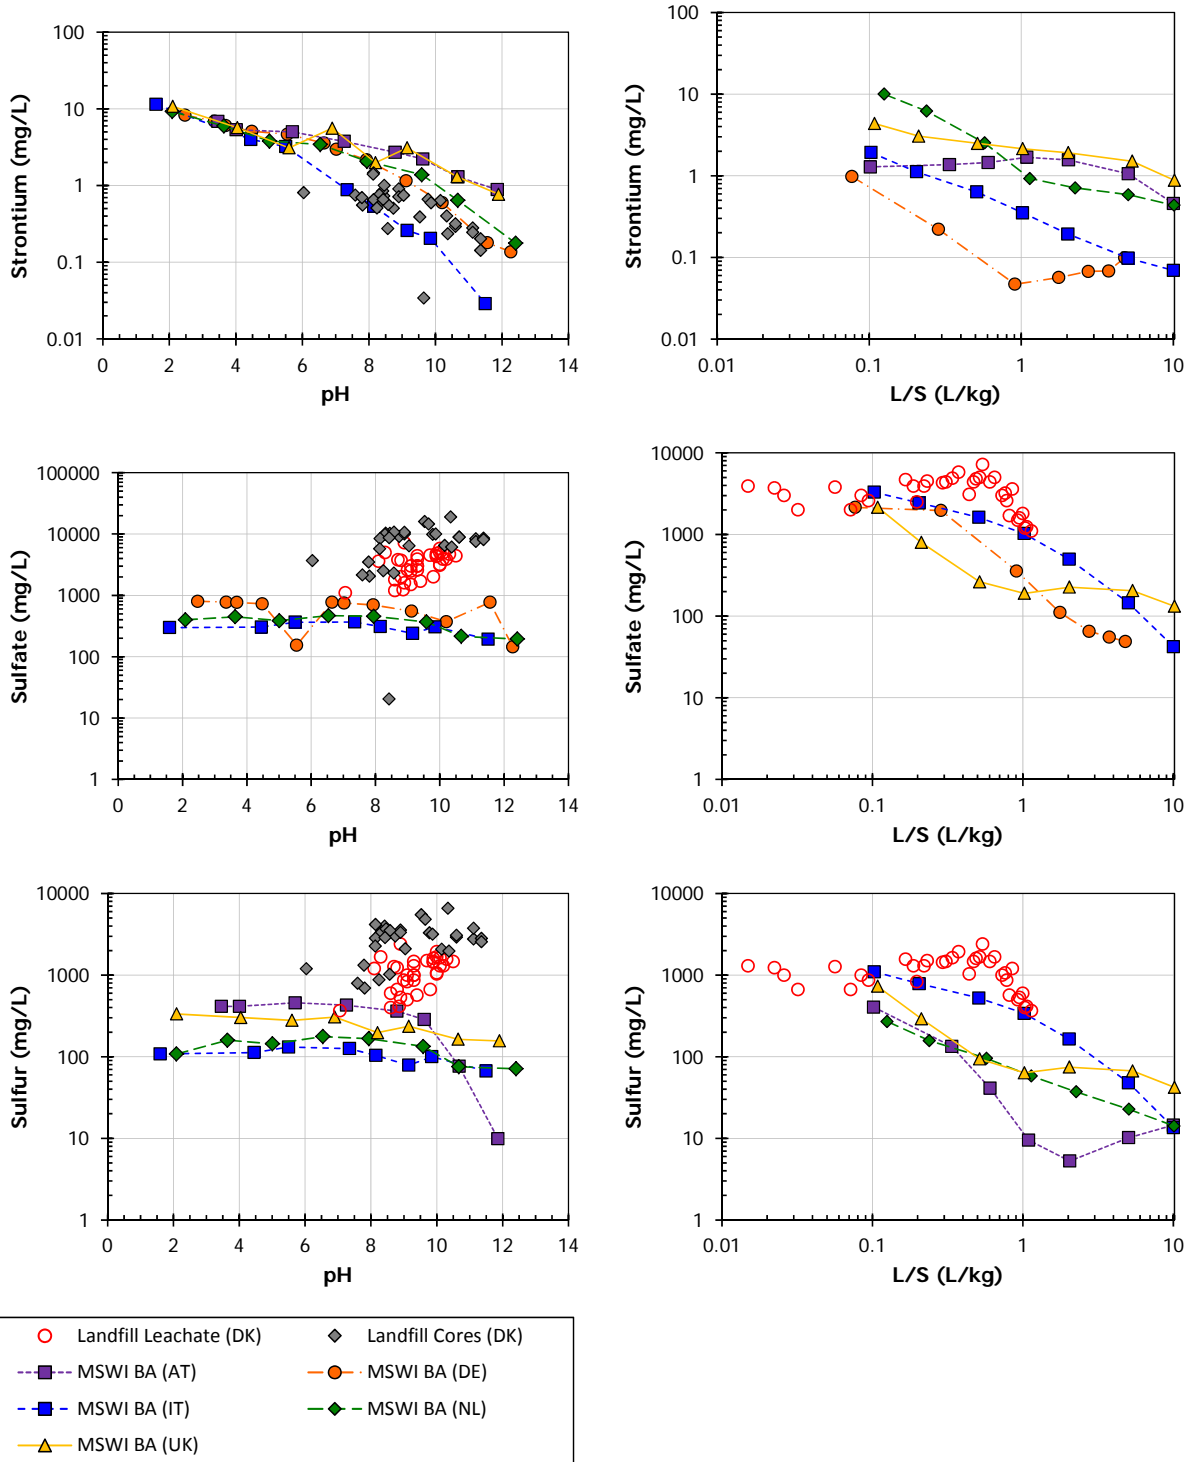 100
10
1
0.1
0.01
Strontium (mg/L)
0 2 4 6 8 10 12 14
pH
100
10
1
0.1
0.01
Strontium (mg/L)
0.01 0.1 1 10
L/S (L/kg)
100000
10000
1000
100
10
1
Sulfate (mg/L)
0 2 4 6 8 10 12 14
pH
10000
1000
100
10
1
Sulfate (mg/L)
0.01 0.1 1 10
L/S (L/kg)
10000
1000
100
10
1
Sulfur (mg/L)
0 2 4 6 8 10 12 14
pH
10000
1000
100
10
1
Sulfur (mg/L)
0.01 0.1 1 10
L/S (L/kg)
Landfill Leachate (DK) Landfill Cores (DK)
MSWI BA (AT) MSWI BA (DE)
MSWI BA (IT) MSWI BA (NL)
MSWI BA (UK)